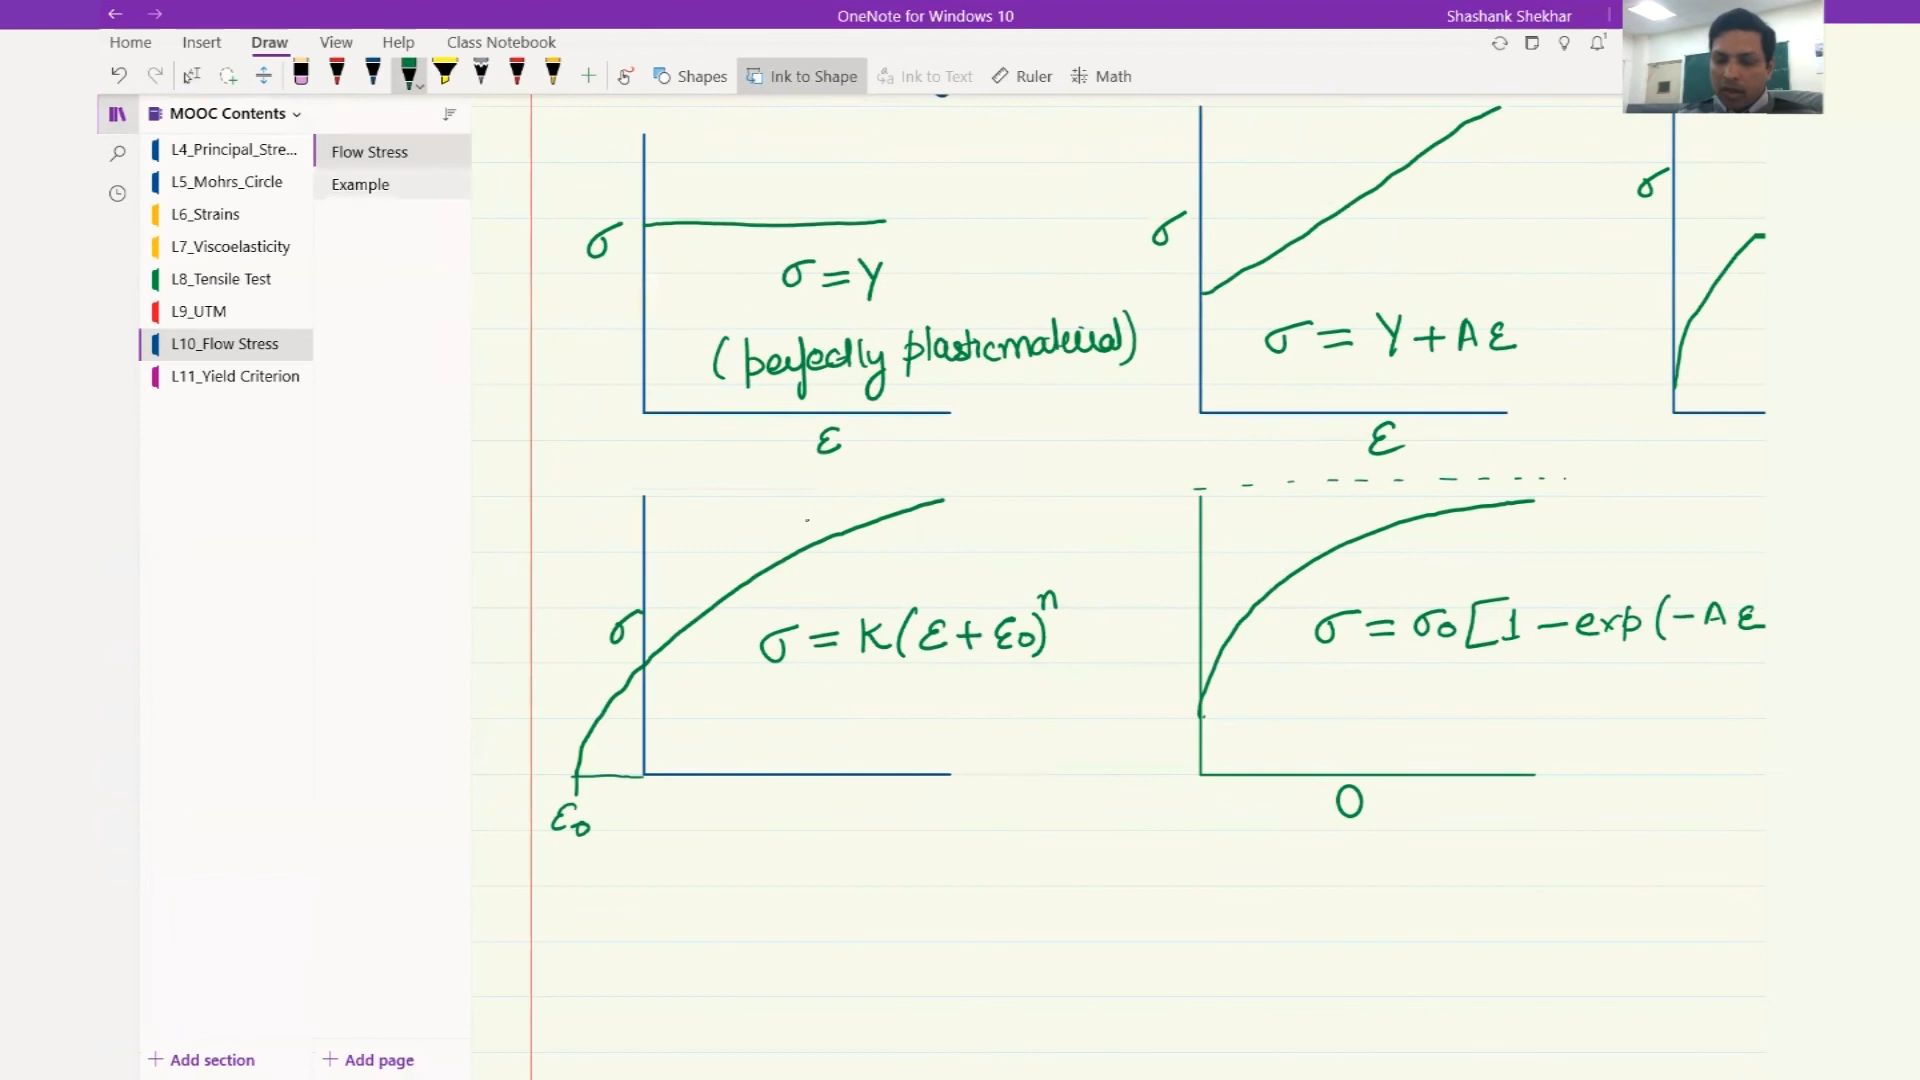 OneNote for Windows 10
Shashank Shekhar
Home Insert Draw View Help Class Notebook
Shapes Ink to Shape Ink to Text Ruler Math
MOOC Contents
L4_Principal_Stre...
L5_Mohrs_Circle
L6_Strains
L7_Viscoelasticity
L8_Tensile Test
L9_UTM
L10_Flow Stress
L11_Yield Criterion
Flow Stress
Example
σ
σ = Y
(perfectly plastic material)
ε
σ
σ = Y + A ε
ε
σ
σ
σ = K(ε + ε0)^n
ε0
σ = σ0 [1 - exp(-A ε
0
+ Add section
+ Add page